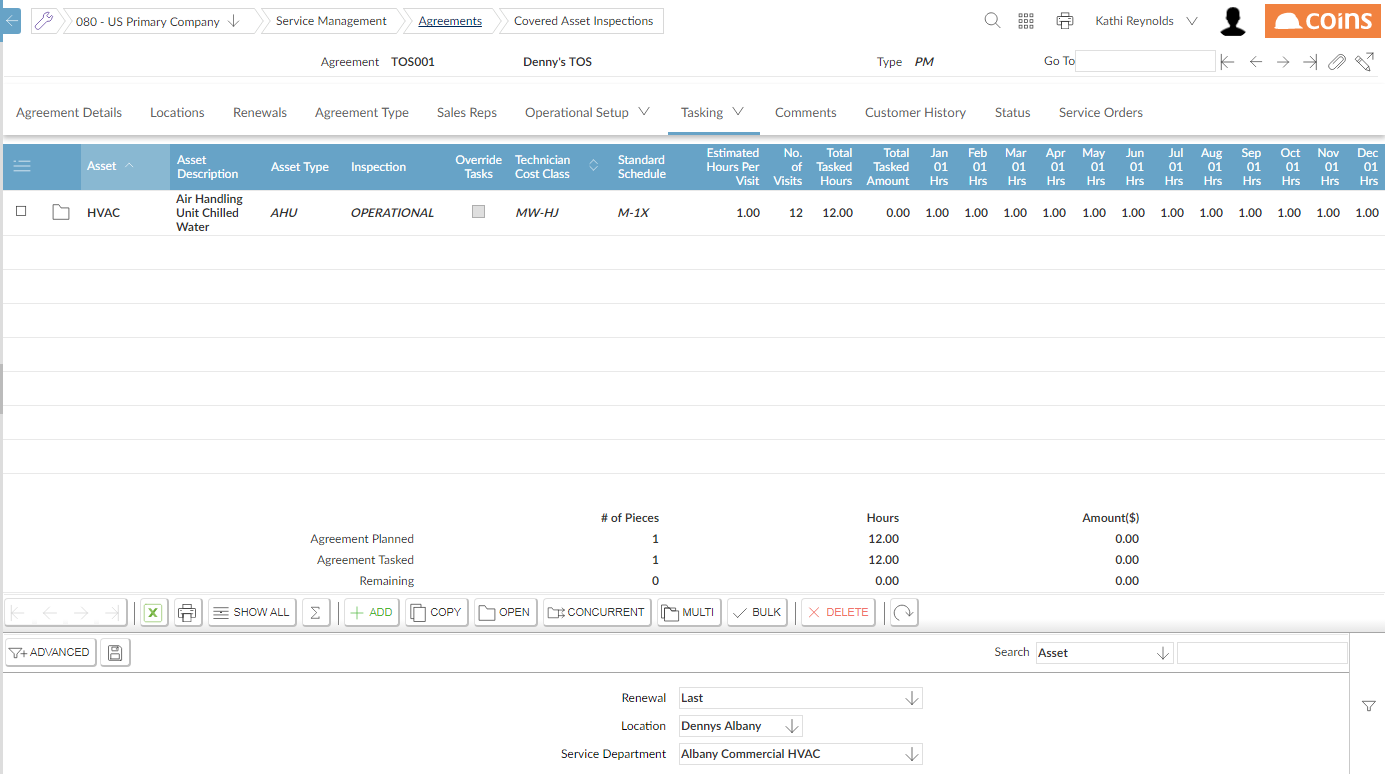 080 - US Primary Company Service Management Agreements Covered Asset Inspections Kathi Reynolds coins
Agreement TOS001 Denny's TOS Type PM Go To
Agreement Details Locations Renewals Agreement Type Sales Reps Operational Setup Tasking Comments Customer History Status Service Orders
Asset Asset Description Asset Type Inspection Override Tasks Technician Cost Class Standard Schedule Estimated Hours Per Visit No. of Visits Total Tasked Hours Total Tasked Amount Jan 01 Hrs Feb 01 Hrs Mar 01 Hrs Apr 01 Hrs May 01 Hrs Jun 01 Hrs Jul 01 Hrs Aug 01 Hrs Sep 01 Hrs Oct 01 Hrs Nov 01 Hrs Dec 01 Hrs
HVAC Air Handling Unit Chilled Water AHU OPERATIONAL MW-HJ M-1X 1.00 12 12.00 0.00 1.00 1.00 1.00 1.00 1.00 1.00 1.00 1.00 1.00 1.00 1.00 1.00
# of Pieces Hours Amount($)
Agreement Planned 1 12.00 0.00
Agreement Tasked 1 12.00 0.00
Remaining 0 0.00 0.00
X SHOW ALL Σ ADD COPY OPEN CONCURRENT MULTI BULK DELETE
ADVANCED Search Asset
Renewal Last
Location Dennys Albany
Service Department Albany Commercial HVAC